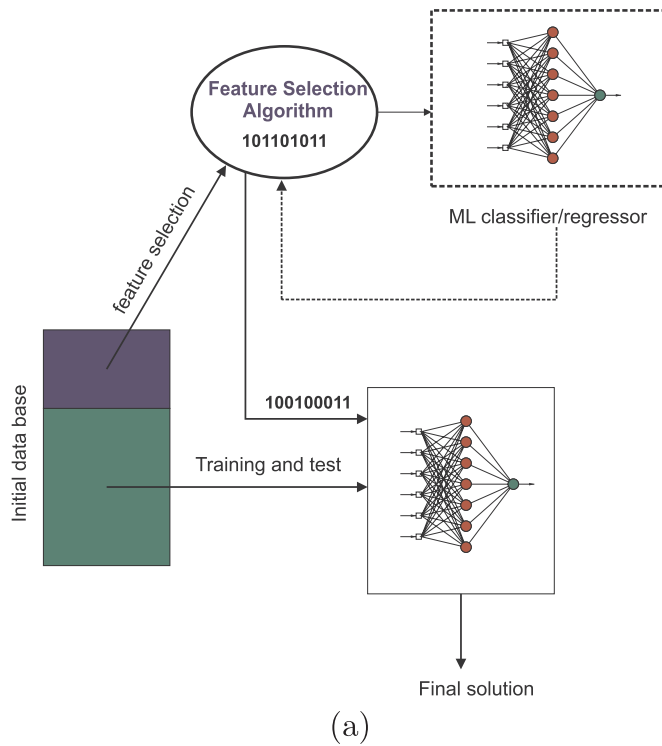 Feature Selection
Algorithm
101101011
ML classifier/regressor
feature selection
Initial data base
100100011
Training and test
Final solution
(a)